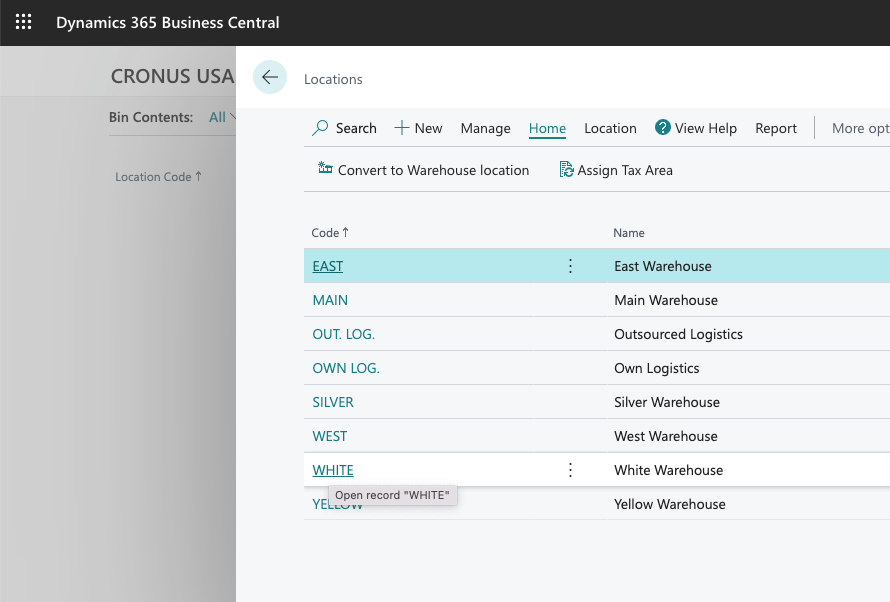 Dynamics 365 Business Central
CRONUS USA
Locations
Bin Contents: All
Search New Manage Home Location ? View Help Report More opt
Location Code ↑
Convert to Warehouse location Assign Tax Area
Code ↑ Name
EAST East Warehouse
MAIN Main Warehouse
OUT. LOG. Outsourced Logistics
OWN LOG. Own Logistics
SILVER Silver Warehouse
WEST West Warehouse
WHITE White Warehouse
Open record "WHITE"
YELLOW Yellow Warehouse